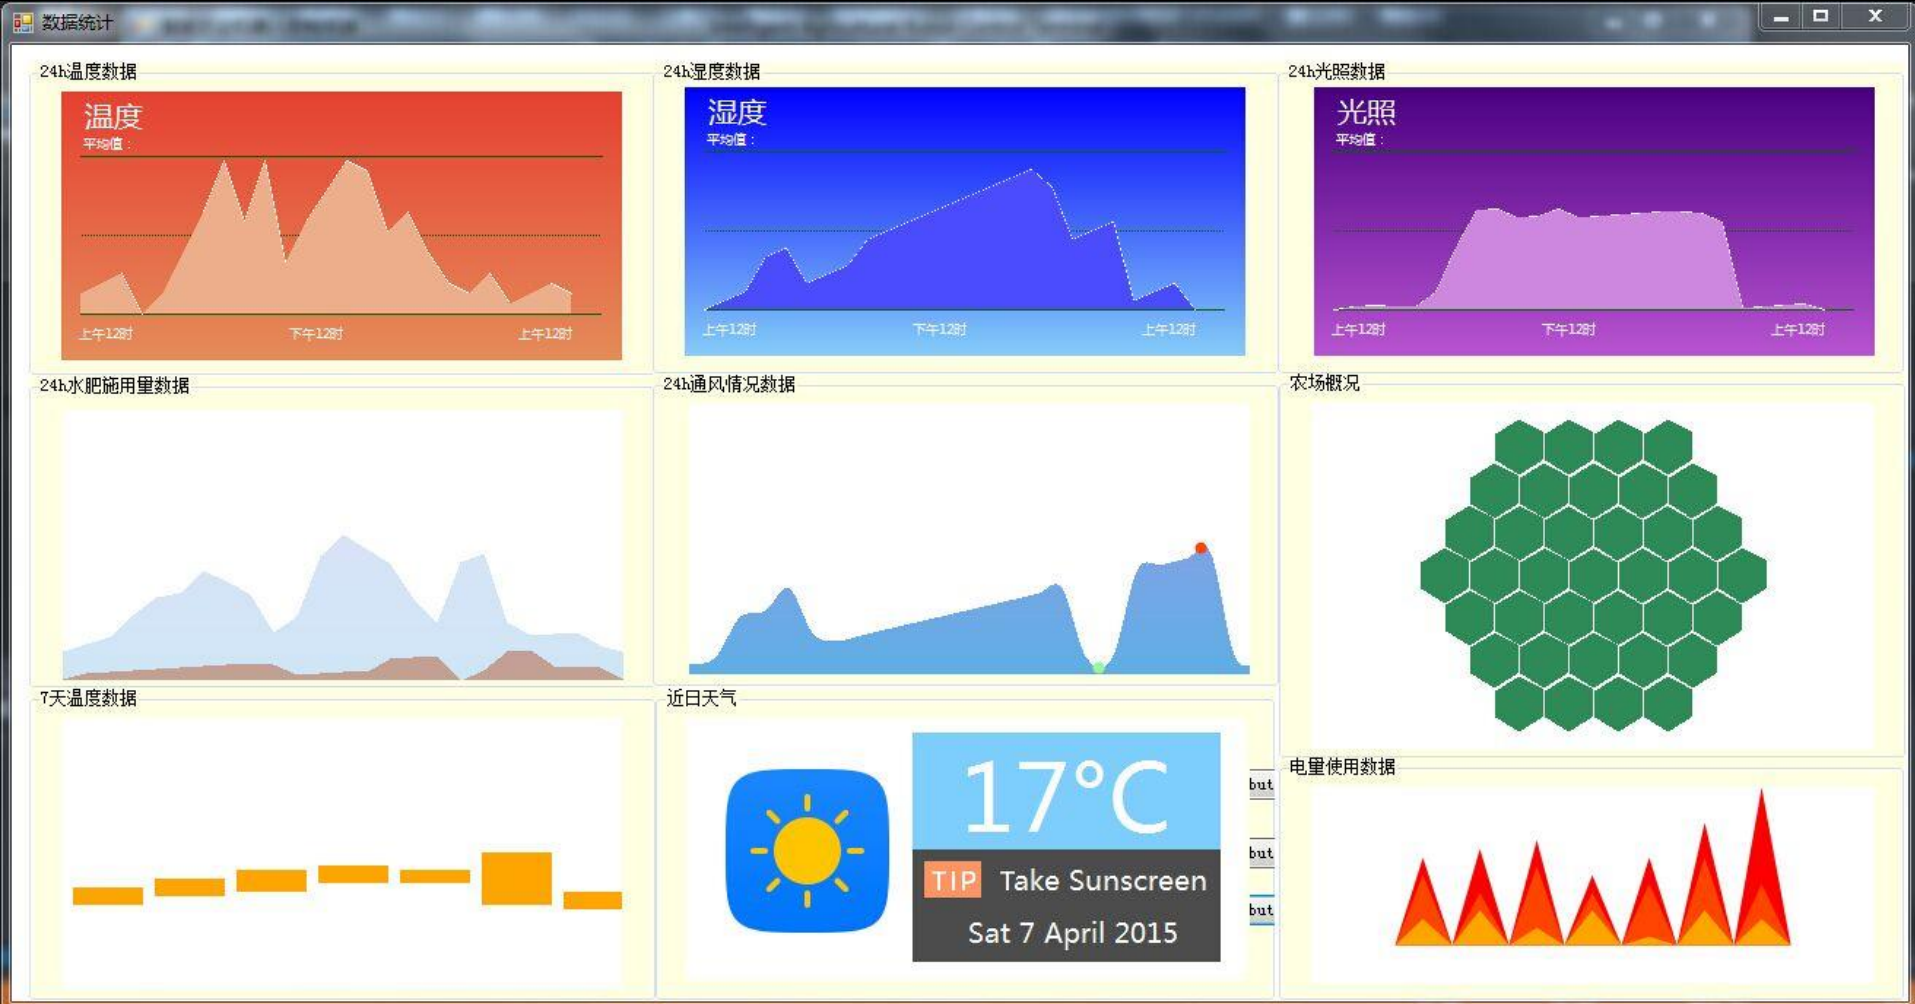 数据统计
24h温度数据
温度
平均值：
上午12时 下午12时 上午12时
24h湿度数据
湿度
平均值：
上午12时 下午12时 上午12时
24h光照数据
光照
平均值：
上午12时 下午12时 上午12时
24h水肥施用量数据
24h通风情况数据
农场概况
7天温度数据
近日天气
17°C
TIP Take Sunscreen
Sat 7 April 2015
but
but
but
电量使用数据